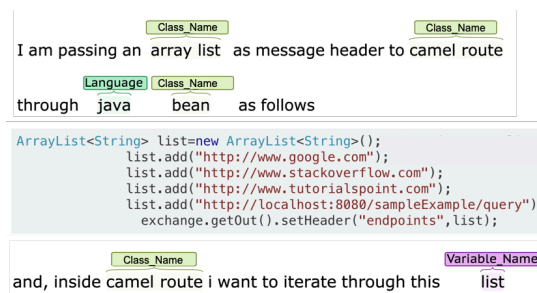 Class_Name Class_Name
I am passing an array list as message header to camel route
Language Class_Name
through java bean as follows
ArrayList<String> list=new ArrayList<String>();
list.add("http://www.google.com");
list.add("http://www.stackoverflow.com");
list.add("http://www.tutorialspoint.com");
list.add("http://localhost:8080/sampleExample/query")
exchange.getOut().setHeader("endpoints",list);
Class_Name Variable_Name
and, inside camel route i want to iterate through this list